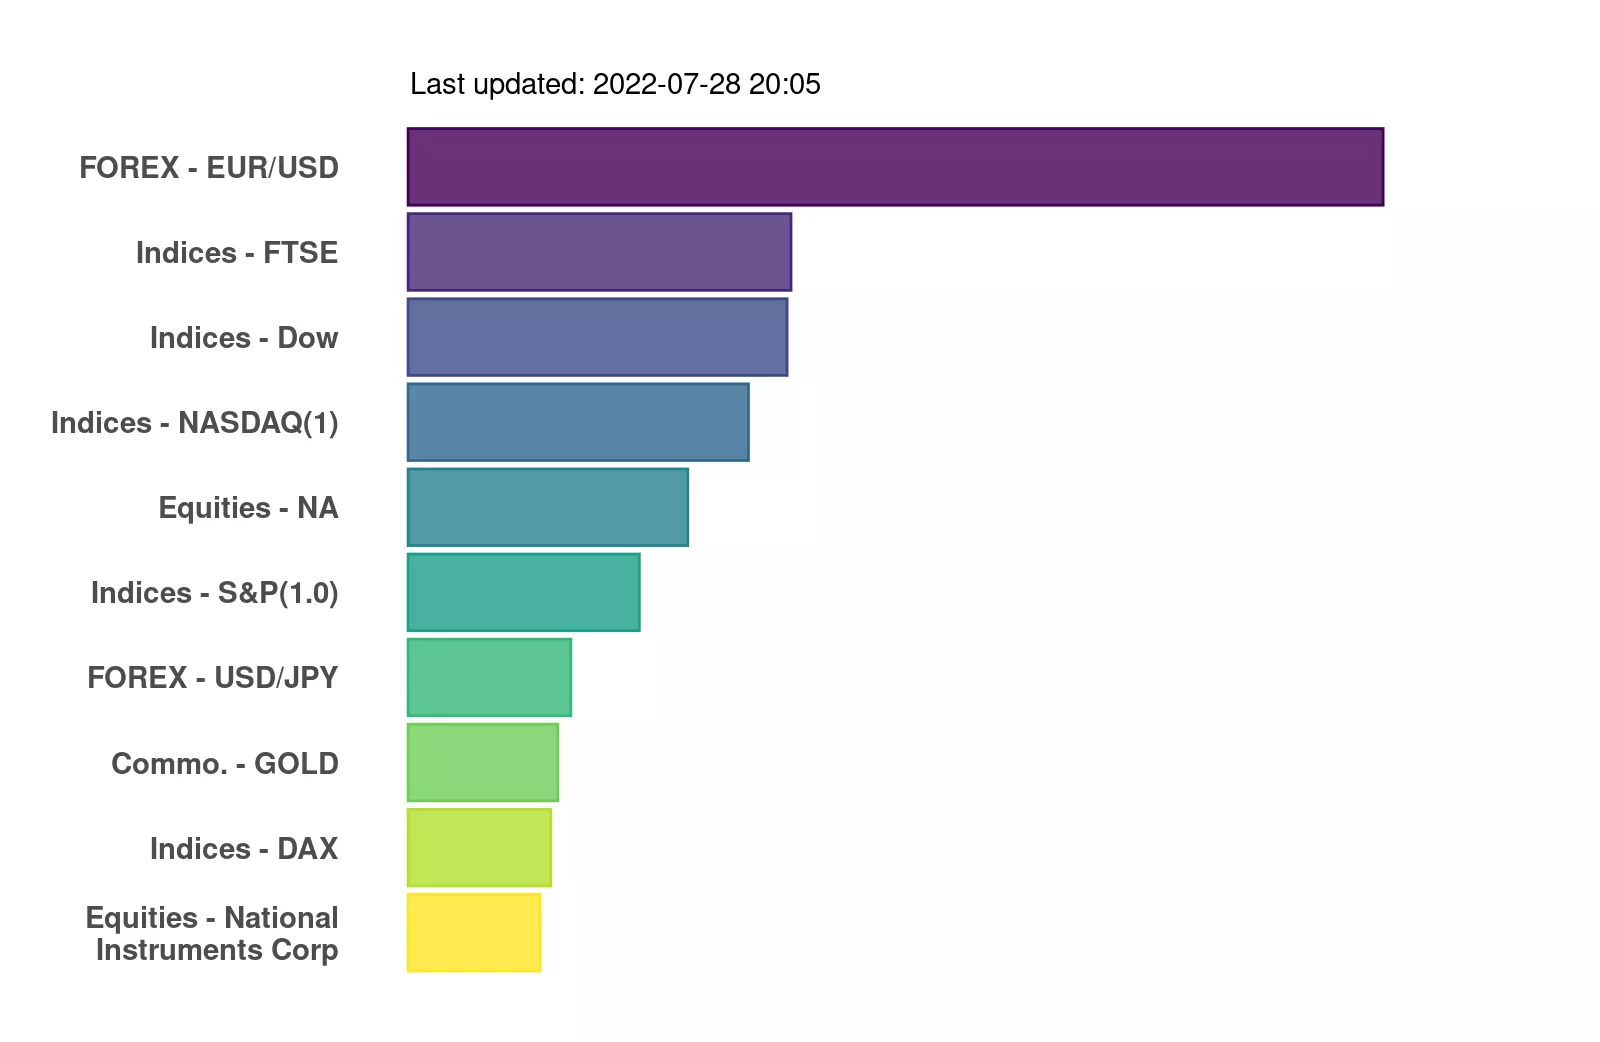 Last updated: 2022-07-28 20:05
FOREX - EUR/USD
Indices - FTSE
Indices - Dow
Indices - NASDAQ(1)
Equities - NA
Indices - S&P(1.0)
FOREX - USD/JPY
Commo. - GOLD
Indices - DAX
Equities - National
Instruments Corp